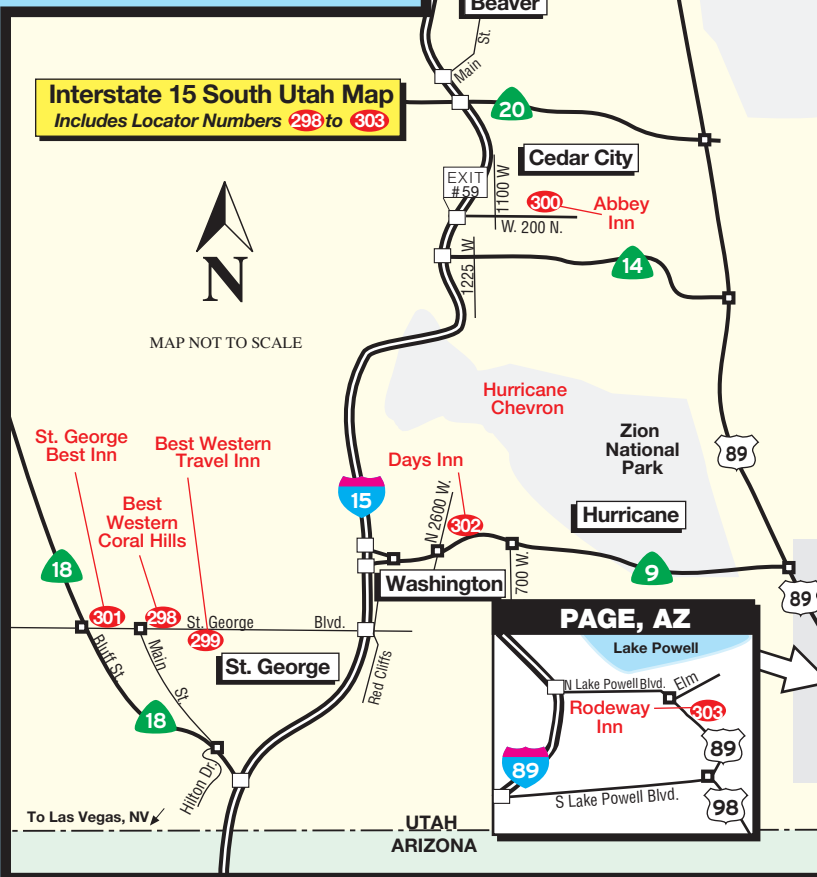 Beaver
St.
Main
Interstate 15 South Utah Map
Includes Locator Numbers 298 to 303
20
Cedar City
EXIT
#59
1100 W
300
Abbey
Inn
W. 200 N.
1225 W
14
N
MAP NOT TO SCALE
Hurricane
Chevron
Zion
National
Park
89
St. George
Best Inn
Best Western
Travel Inn
Days Inn
Best
Western
Coral Hills
15
N 2600 W.
302
Hurricane
18
700 W.
9
Washington
89
301
298
St. George Blvd.
299
Bluff St.
Main St.
St. George
Red Cliffs
18
Hilton Dr.
PAGE, AZ
Lake Powell
N Lake Powell Blvd.
Elm
Rodeway
Inn
303
89
89
S Lake Powell Blvd.
98
To Las Vegas, NV
UTAH
ARIZONA